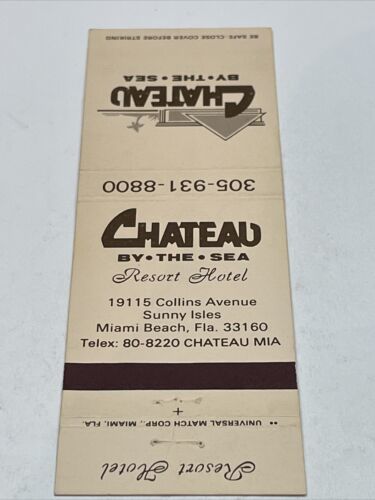 BE SAFE-CLOSE COVER BEFORE STRIKING
CHATEAU
BY•THE•SEA
305-931-8800
CHATEAU
BY•THE•SEA
Resort Hotel
19115 Collins Avenue
Sunny Isles
Miami Beach, Fla. 33160
Telex: 80-8220 CHATEAU MIA
•• UNIVERSAL MATCH CORP., MIAMI, FLA.
+
Resort Hotel